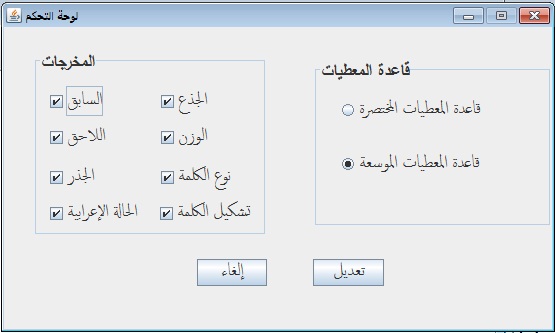 لوحة التحكم
قاعدة المعطيات
قاعدة المعطيات المختصرة
قاعدة المعطيات الموسعة
المخرجات
الجذع
السابق
الوزن
اللاحق
نوع الكلمة
الجذر
تشكيل الكلمة
الحالة الإعرابية
تعديل
إلغاء